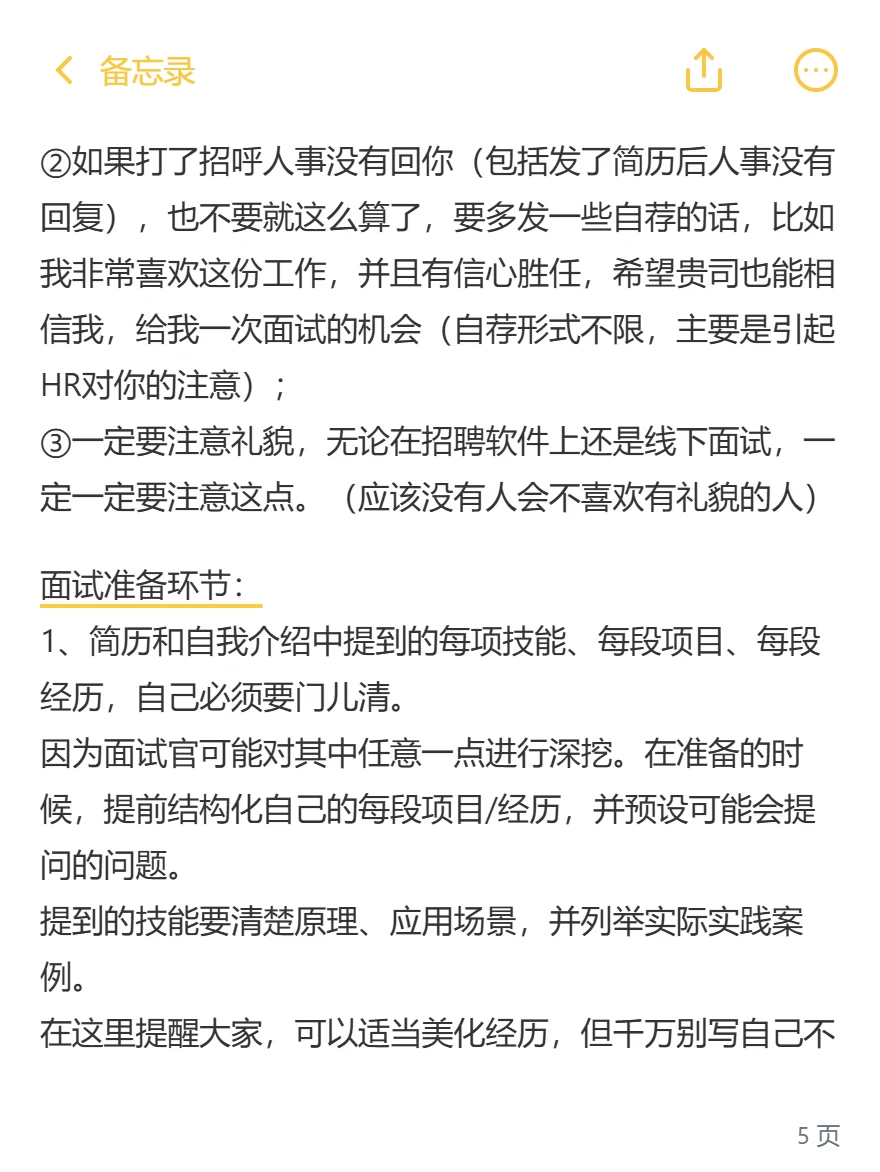 备忘录
②如果打了招呼人事没有回你（包括发了简历后人事没有
回复），也不要就这么算了，要多发一些自荐的话，比如
我非常喜欢这份工作，并且有信心胜任，希望贵司也能相
信我，给我一次面试的机会（自荐形式不限，主要是引起
HR对你的注意）；
③一定要注意礼貌，无论在招聘软件上还是线下面试，一
定一定要注意这点。（应该没有人会不喜欢有礼貌的人）
面试准备环节：
1、简历和自我介绍中提到的每项技能、每段项目、每段
经历，自己必须要门儿清。
因为面试官可能对其中任意一点进行深挖。在准备的时
候，提前结构化自己的每段项目/经历，并预设可能会提
问的问题。
提到的技能要清楚原理、应用场景，并列举实际实践案
例。
在这里提醒大家，可以适当美化经历，但千万别写自己不
5 页